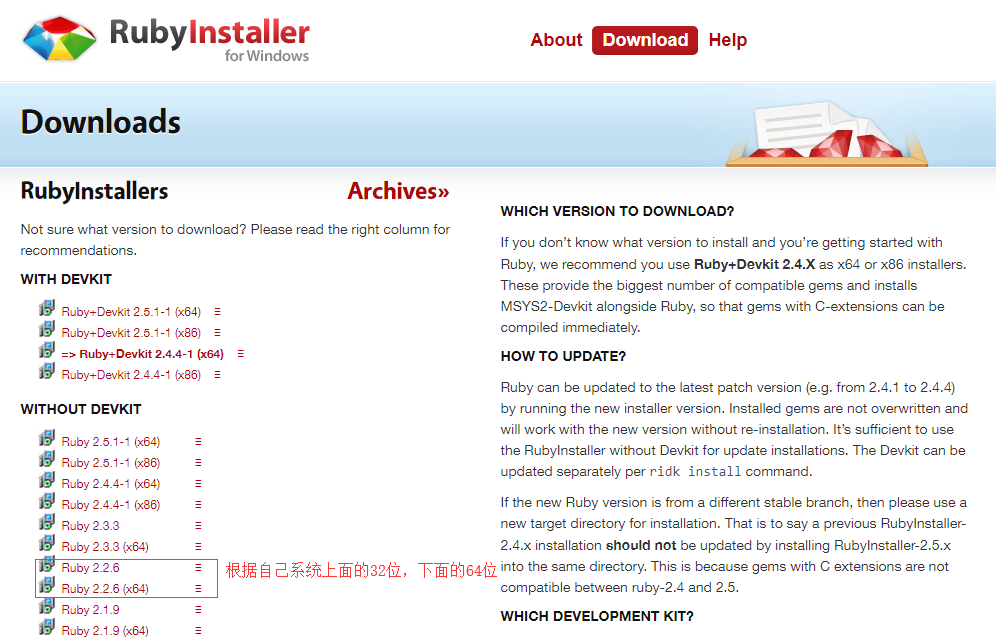 RubyInstaller
for Windows
About Download Help
Downloads
RubyInstallers Archives»
Not sure what version to download? Please read the right column for
recommendations.
WITH DEVKIT
Ruby+Devkit 2.5.1-1 (x64)
Ruby+Devkit 2.5.1-1 (x86)
=> Ruby+Devkit 2.4.4-1 (x64)
Ruby+Devkit 2.4.4-1 (x86)
WITHOUT DEVKIT
Ruby 2.5.1-1 (x64)
Ruby 2.5.1-1 (x86)
Ruby 2.4.4-1 (x64)
Ruby 2.4.4-1 (x86)
Ruby 2.3.3
Ruby 2.3.3 (x64)
Ruby 2.2.6
Ruby 2.2.6 (x64)
根据自己系统上面的32位，下面的64位
Ruby 2.1.9
Ruby 2.1.9 (x64)
WHICH VERSION TO DOWNLOAD?
If you don’t know what version to install and you’re getting started with
Ruby, we recommend you use Ruby+Devkit 2.4.X as x64 or x86 installers.
These provide the biggest number of compatible gems and installs
MSYS2-Devkit alongside Ruby, so that gems with C-extensions can be
compiled immediately.
HOW TO UPDATE?
Ruby can be updated to the latest patch version (e.g. from 2.4.1 to 2.4.4)
by running the new installer version. Installed gems are not overwritten and
will work with the new version without re-installation. It’s sufficient to use
the RubyInstaller without Devkit for update installations. The Devkit can be
updated separately per ridk install command.
If the new Ruby version is from a different stable branch, then please use a
new target directory for installation. That is to say a previous RubyInstaller-
2.4.x installation should not be updated by installing RubyInstaller-2.5.x
into the same directory. This is because gems with C extensions are not
compatible between ruby-2.4 and 2.5.
WHICH DEVELOPMENT KIT?